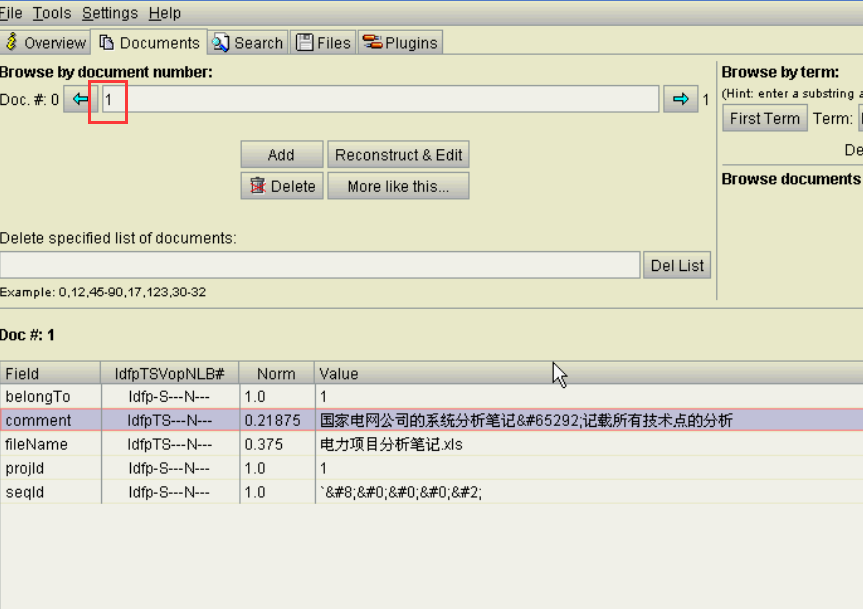 File Tools Settings Help
Overview Documents Search Files Plugins
Browse by document number:
Doc. #: 0 1 1
Add Reconstruct & Edit
Delete More like this...
Delete specified list of documents:
Del List
Example: 0,12,45-90,17,123,30-32
Browse by term:
(Hint: enter a substring
First Term Term:
De
Browse documents
Doc #: 1
Field IdfpTSVopNLB# Norm Value
belongTo Idfp-S---N--- 1.0 1
comment IdfpTS---N--- 0.21875 国家电网公司的系统分析笔记&#65292;记载所有技术点的分析
fileName IdfpTS---N--- 0.375 电力项目分析笔记.xls
projId Idfp-S---N--- 1.0 1
seqId Idfp-S---N--- 1.0 `&#8;&#0;&#0;&#0;&#2;